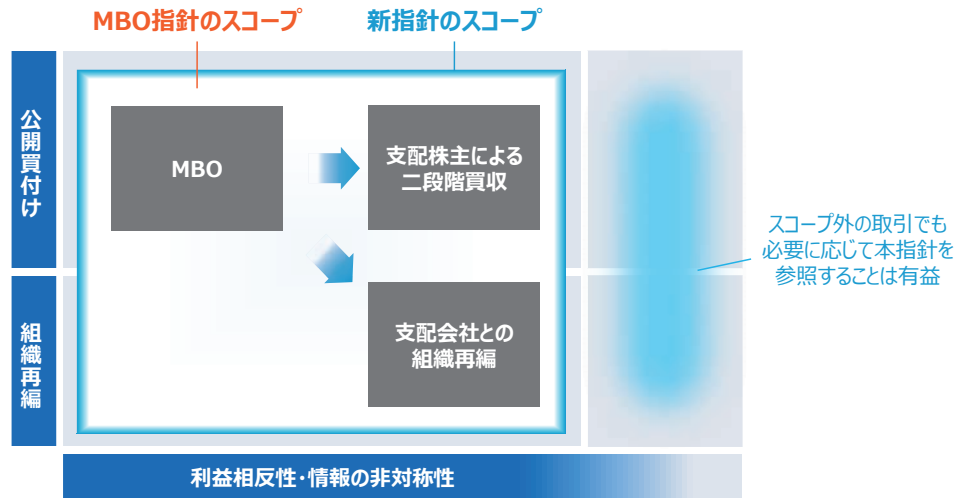 MBO指針のスコープ
新指針のスコープ
公開買付け
MBO
支配株主による
二段階買収
スコープ外の取引でも
必要に応じて本指針を
参照することは有益
組織再編
支配会社との
組織再編
利益相反性・情報の非対称性